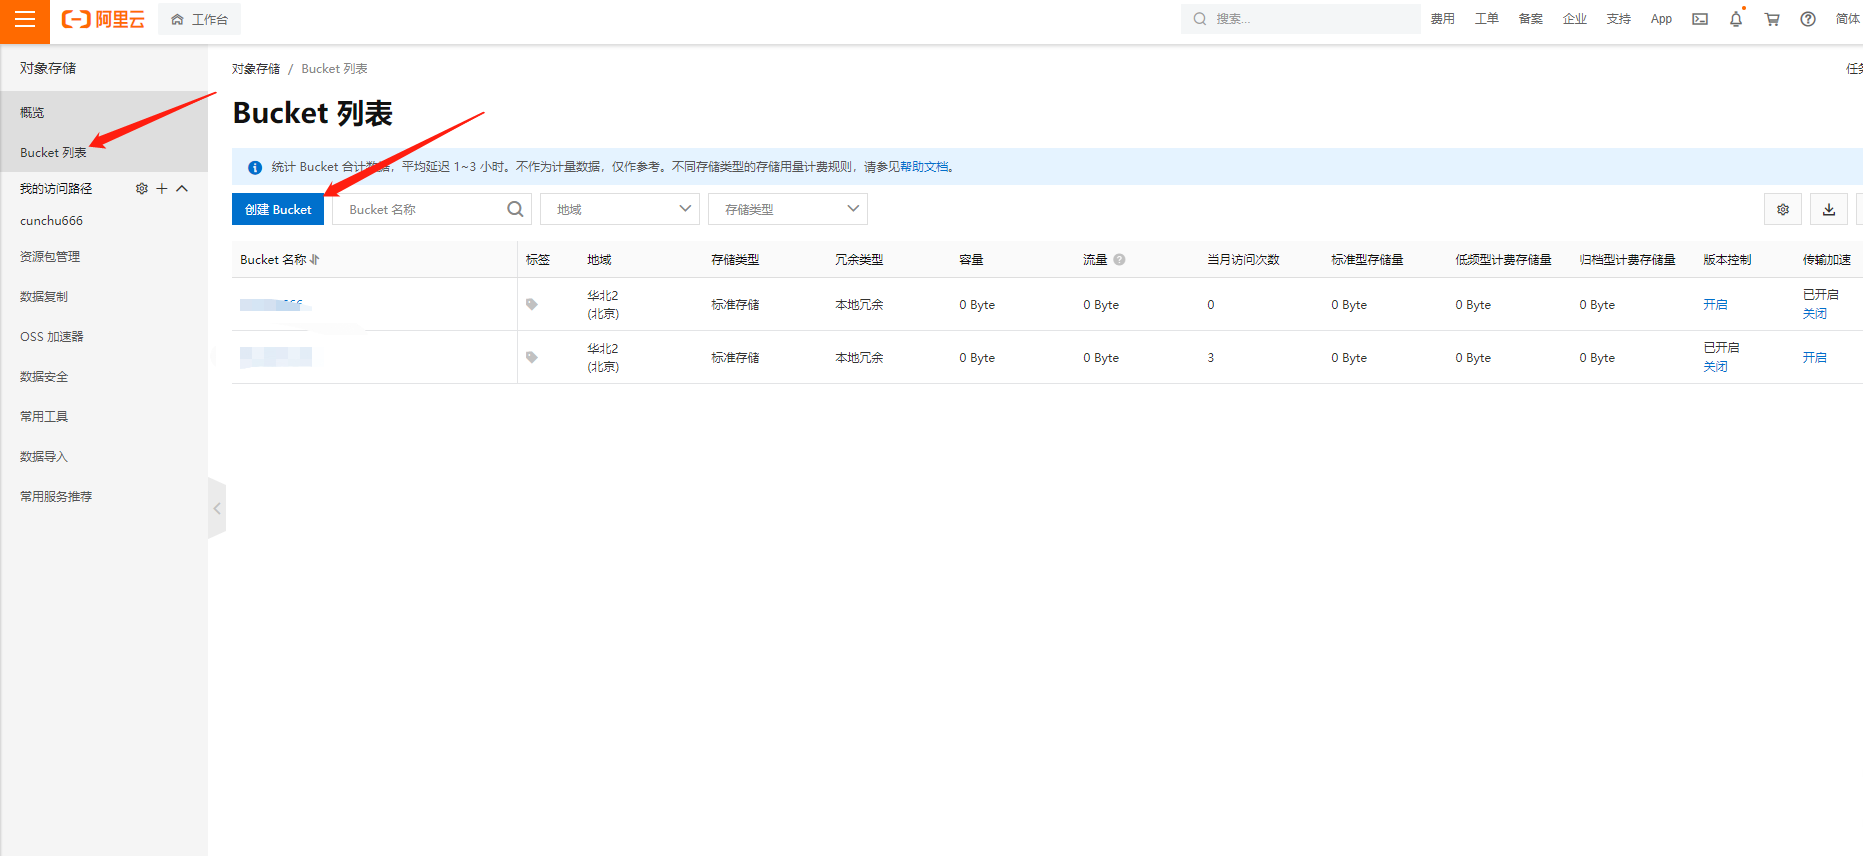 阿里云
工作台
搜索...
费用 工单 备案 企业 支持 App 简体
对象存储
概览
Bucket 列表
我的访问路径
cunchu666
资源包管理
数据复制
OSS 加速器
数据安全
常用工具
数据导入
常用服务推荐
对象存储 / Bucket 列表
任务
Bucket 列表
统计 Bucket 合计数据，平均延迟 1~3 小时。不作为计量数据，仅作参考。不同存储类型的存储用量计费规则，请参见帮助文档。
创建 Bucket Bucket 名称 地域 存储类型
Bucket 名称 标签 地域 存储类型 冗余类型 容量 流量 当月访问次数 标准型存储量 低频型计费存储量 归档型计费存储量 版本控制 传输加速
华北2 (北京) 标准存储 本地冗余 0 Byte 0 Byte 0 0 Byte 0 Byte 0 Byte 开启 已开启 关闭
华北2 (北京) 标准存储 本地冗余 0 Byte 0 Byte 3 0 Byte 0 Byte 0 Byte 已开启 关闭 开启